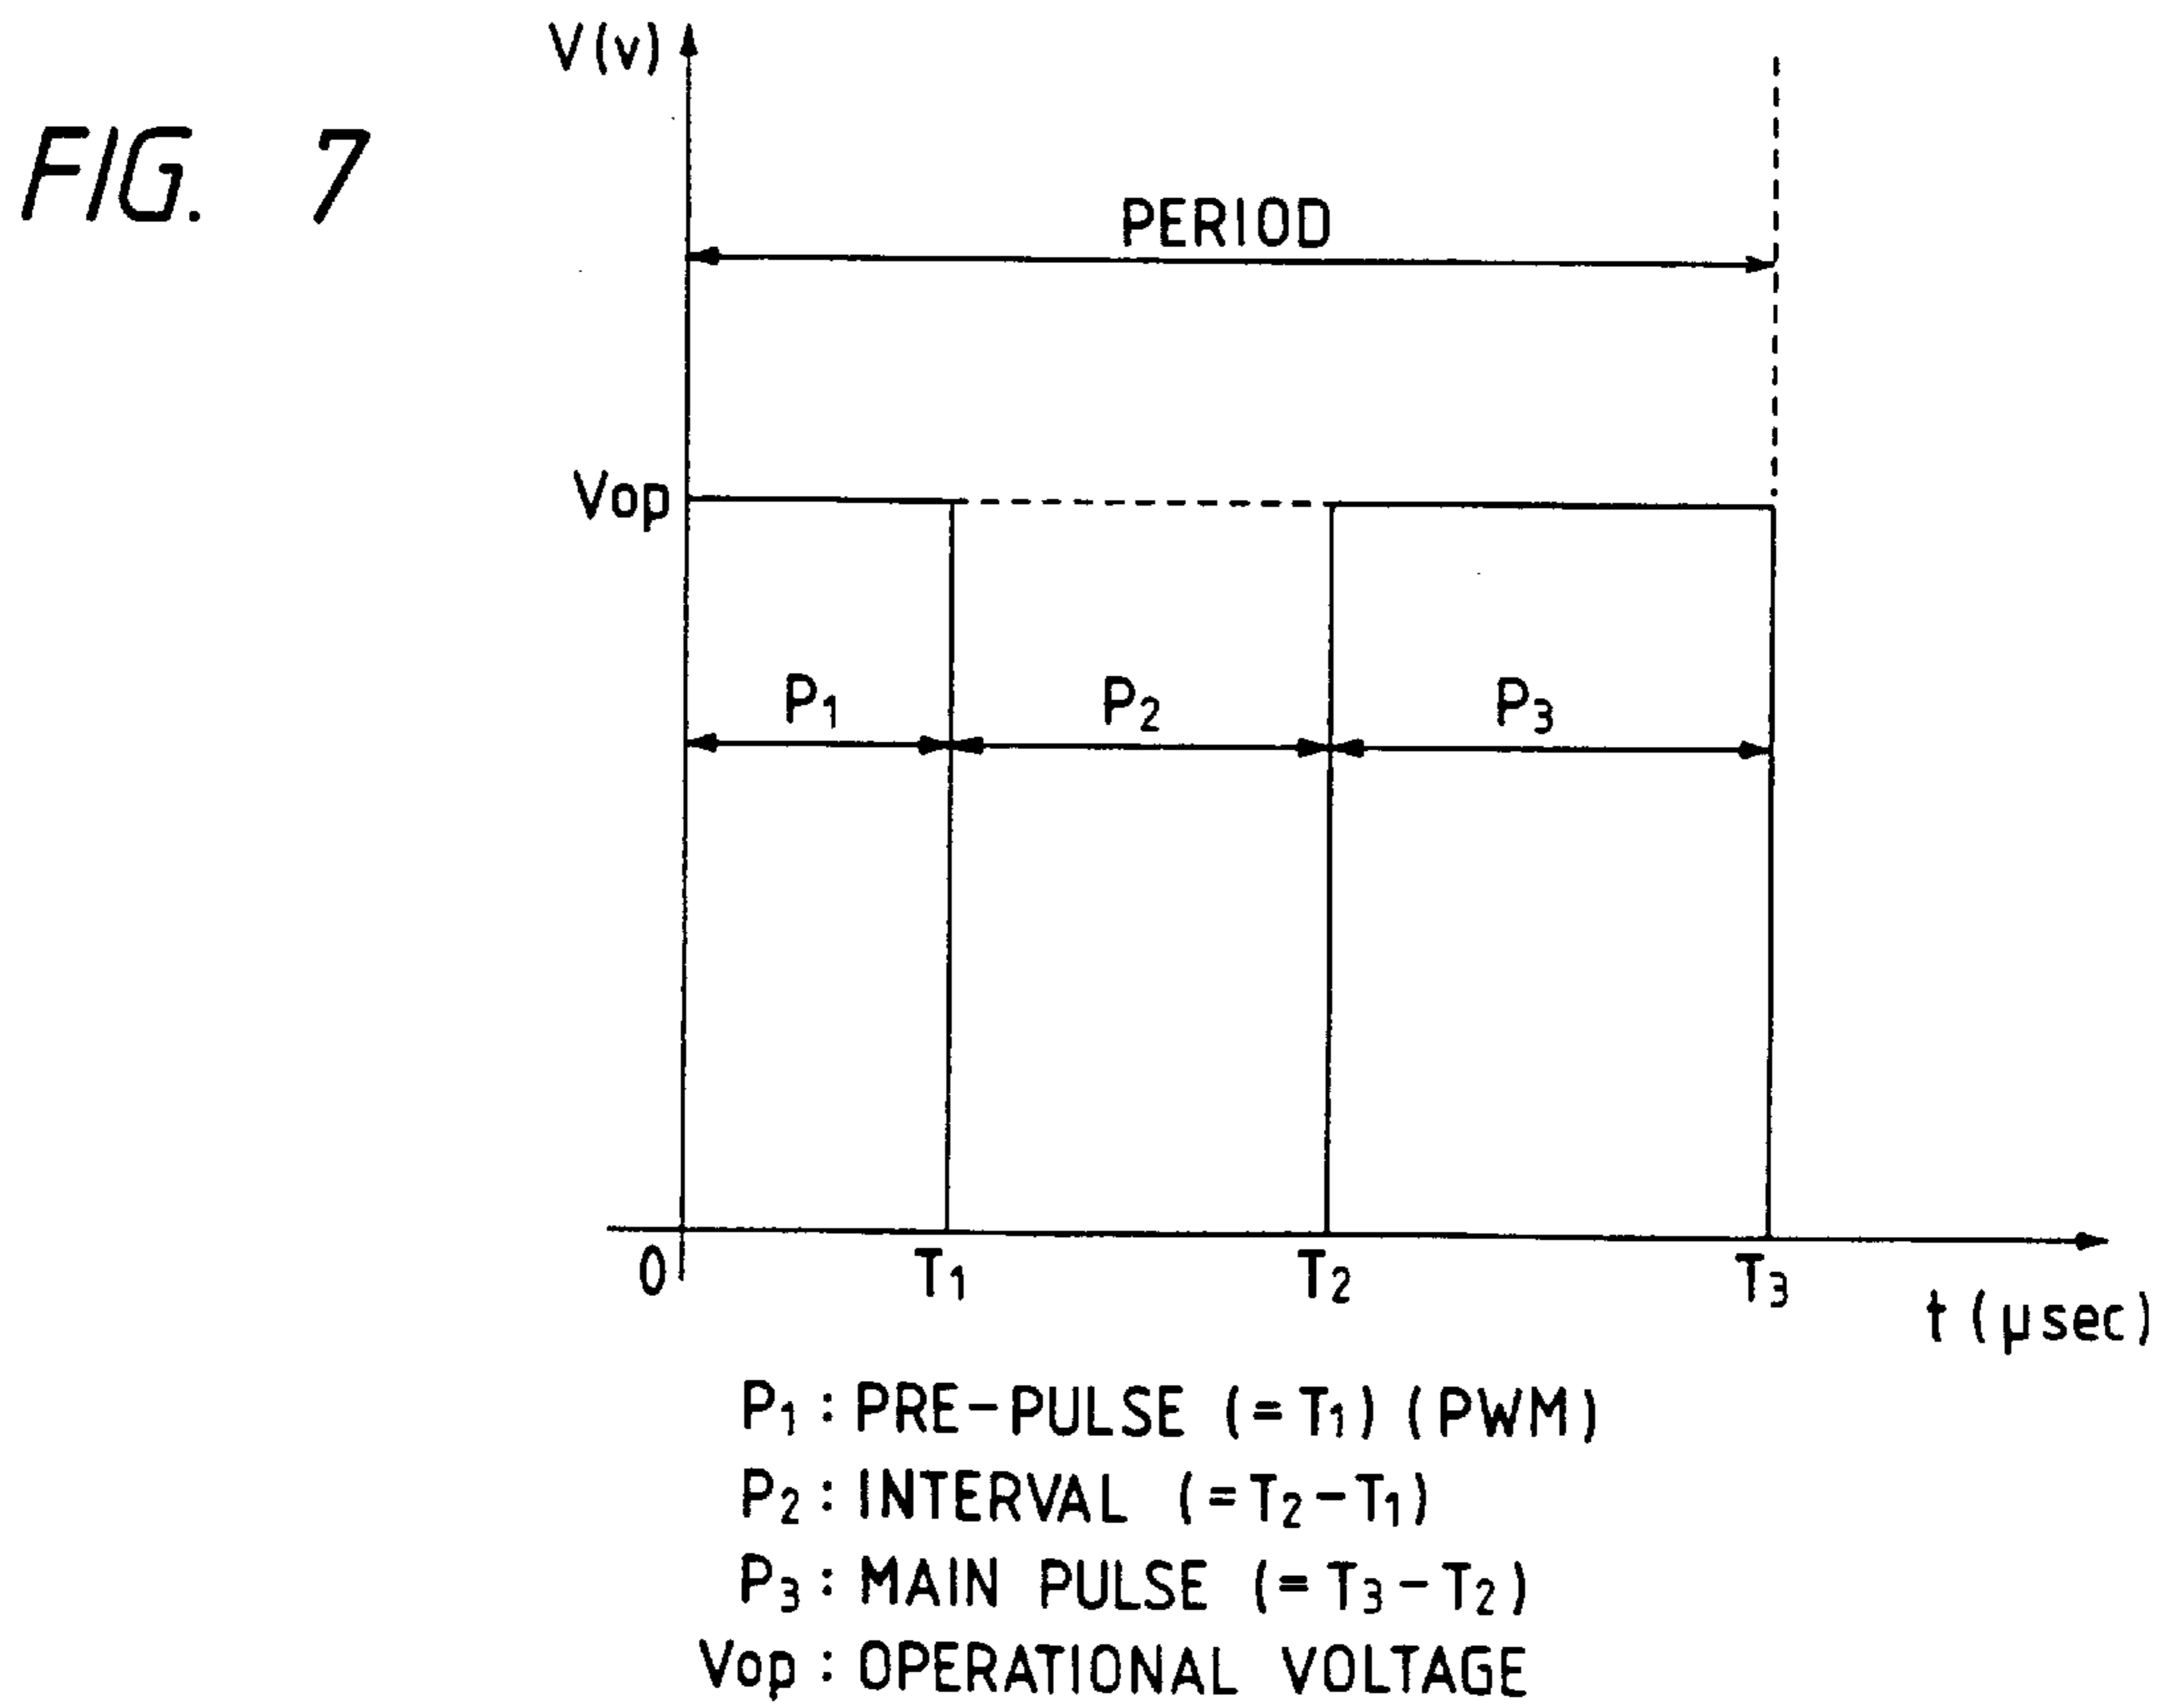 V(v)
FIG. 7
PERIOD
Vop
P1 P2 P3
0 T1 T2 T3
t (μsec)
P1 : PRE-PULSE (=T1) (PWM)
P2 : INTERVAL (=T2-T1)
P3 : MAIN PULSE (=T3-T2)
Vop : OPERATIONAL VOLTAGE